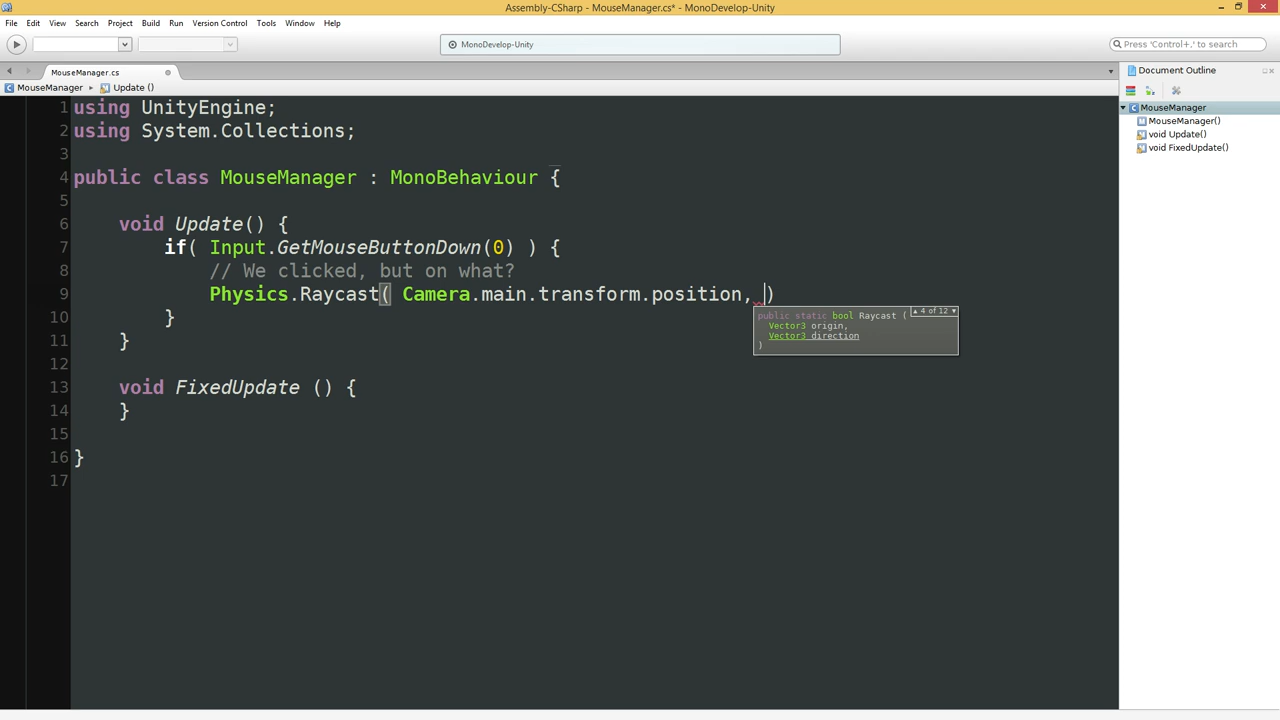 Assembly-CSharp - MouseManager.cs* - MonoDevelop-Unity
File Edit View Search Project Build Run Version Control Tools Window Help
MonoDevelop-Unity
Press 'Control+,' to search
MouseManager.cs
Document Outline
MouseManager ▸ Update ()
MouseManager
MouseManager()
void Update()
void FixedUpdate()
1 using UnityEngine;
2 using System.Collections;
3
4 public class MouseManager : MonoBehaviour {
5
6 void Update() {
7 if( Input.GetMouseButtonDown(0) ) {
8 // We clicked, but on what?
9 Physics.Raycast( Camera.main.transform.position, )
10 }
11 }
12
13 void FixedUpdate () {
14 }
15
16 }
17
public static bool Raycast (
▲ 4 of 12 ▼
Vector3 origin,
Vector3 direction
)